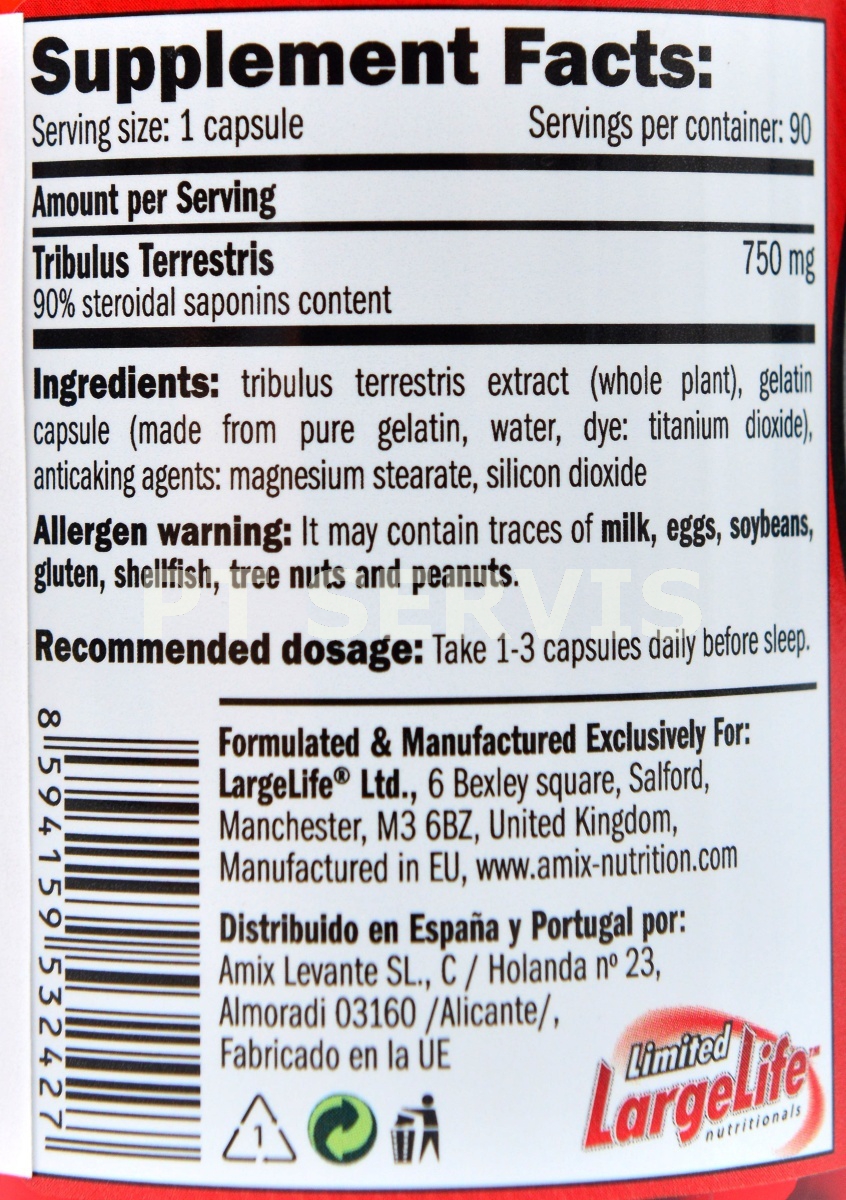 Supplement Facts:
Serving size: 1 capsule Servings per container: 90
Amount per Serving
Tribulus Terrestris 750 mg
90% steroidal saponins content
Ingredients: tribulus terrestris extract (whole plant), gelatin
capsule (made from pure gelatin, water, dye: titanium dioxide),
anticaking agents: magnesium stearate, silicon dioxide
Allergen warning: It may contain traces of milk, eggs, soybeans,
gluten, shellfish, tree nuts and peanuts.
PT SERVIS
Recommended dosage: Take 1-3 capsules daily before sleep.
8 594159 532427
Formulated & Manufactured Exclusively For:
LargeLife® Ltd., 6 Bexley square, Salford,
Manchester, M3 6BZ, United Kingdom,
Manufactured in EU, www.amix-nutrition.com
Distribuido en España y Portugal por:
Amix Levante SL., C / Holanda nº 23,
Almoradi 03160 /Alicante/,
Fabricado en la UE
1
Limited
LargeLife™
nutritionals